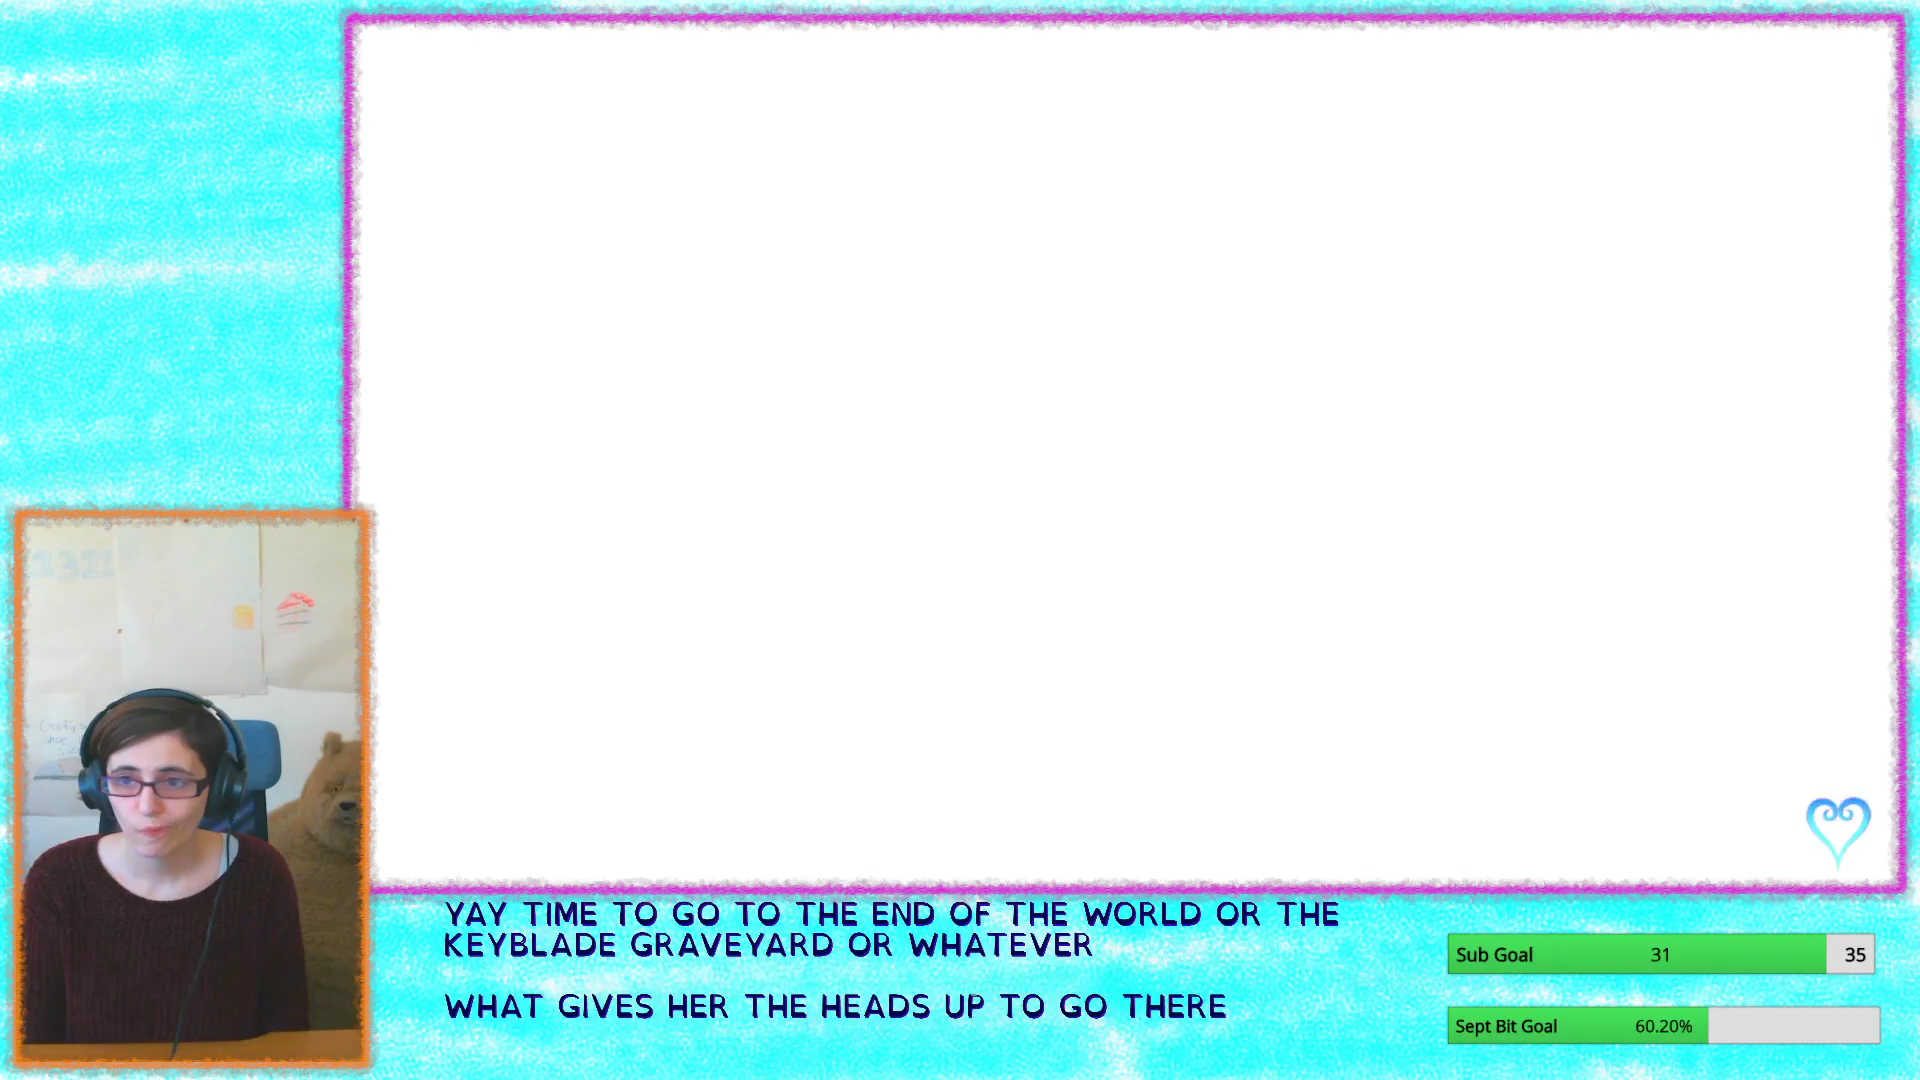 YAY TIME TO GO TO THE END OF THE WORLD OR THE
KEYBLADE GRAVEYARD OR WHATEVER
WHAT GIVES HER THE HEADS UP TO GO THERE
Sub Goal 31 35
Sept Bit Goal 60.20%